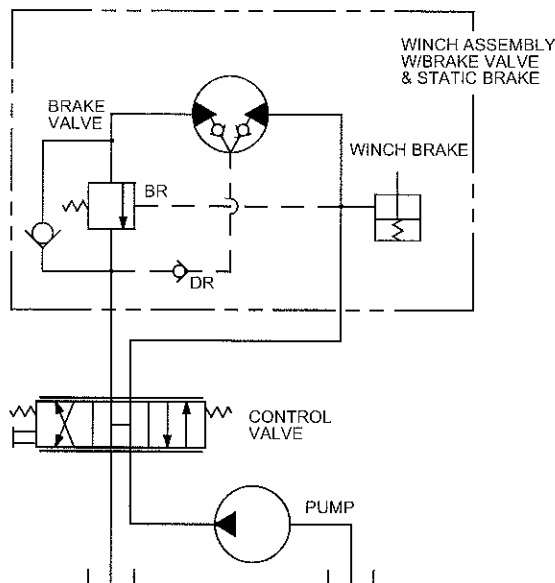 WINCH ASSEMBLY
W/BRAKE VALVE
& STATIC BRAKE
BRAKE
VALVE
WINCH BRAKE
BR
DR
CONTROL
VALVE
PUMP